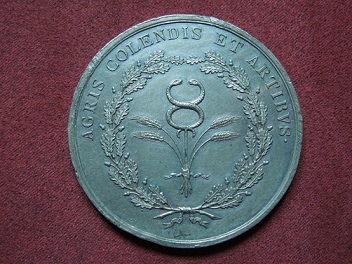 AGRIS COLENDIS ET ARTIBVS.